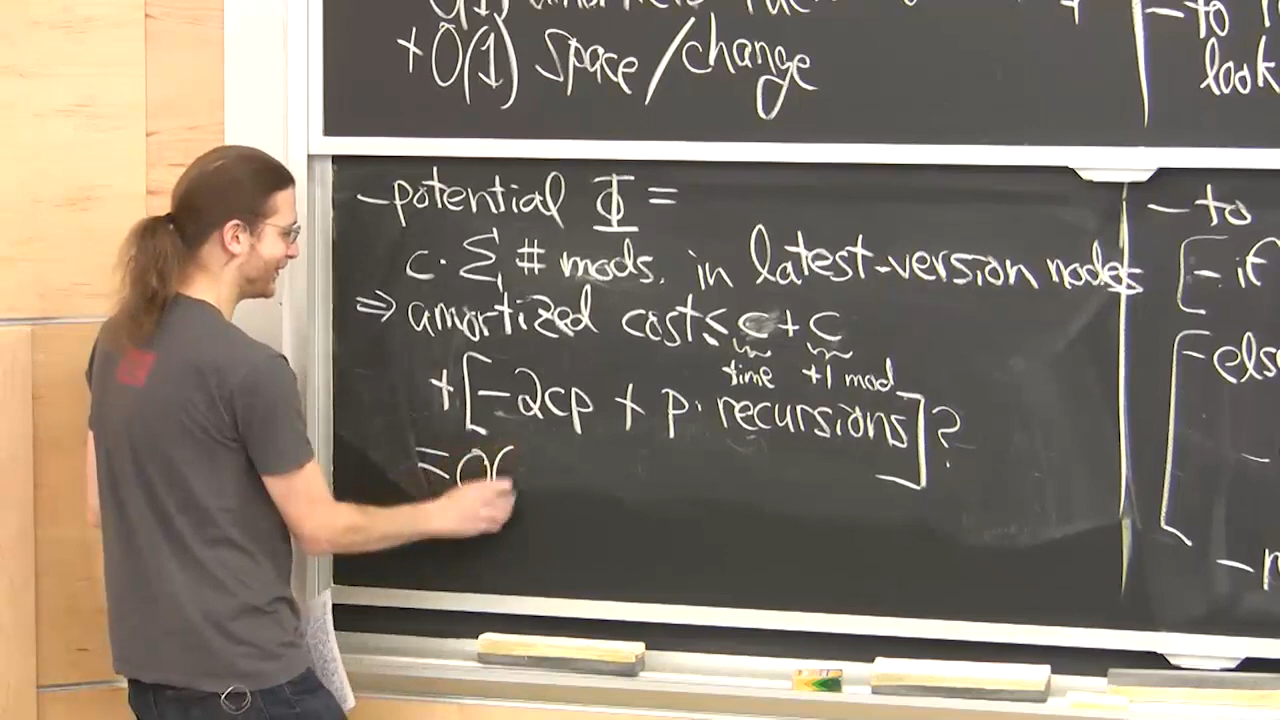 + O(1) space/change
- to
look
- potential Φ =
c · Σ # mods. in latest-version nodes
⇒ amortized cost ≤ c + c
time +1 mod
+ [-2cp + p · recursions]?
= O(
- to
- if
- else